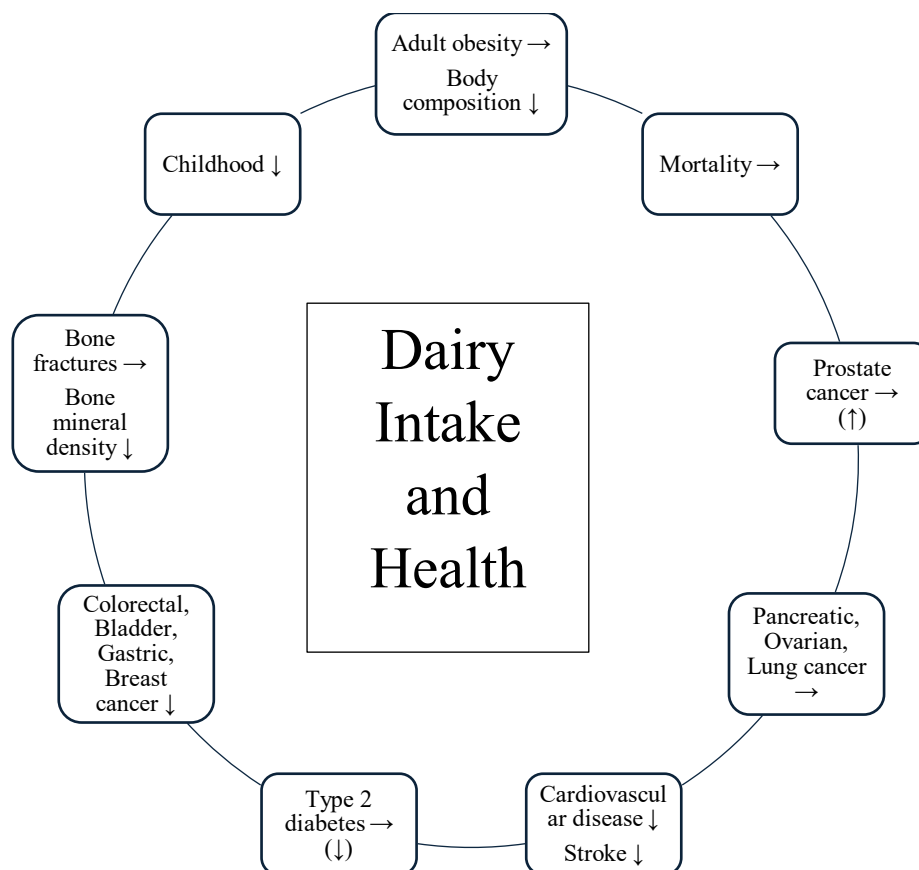 Adult obesity →
Body
composition ↓
Mortality →
Prostate
cancer →
(↑)
Pancreatic,
Ovarian,
Lung cancer
→
Cardiovascul
ar disease ↓
Stroke ↓
Type 2
diabetes →
(↓)
Colorectal,
Bladder,
Gastric,
Breast
cancer ↓
Bone
fractures →
Bone
mineral
density ↓
Childhood ↓
Dairy
Intake
and
Health